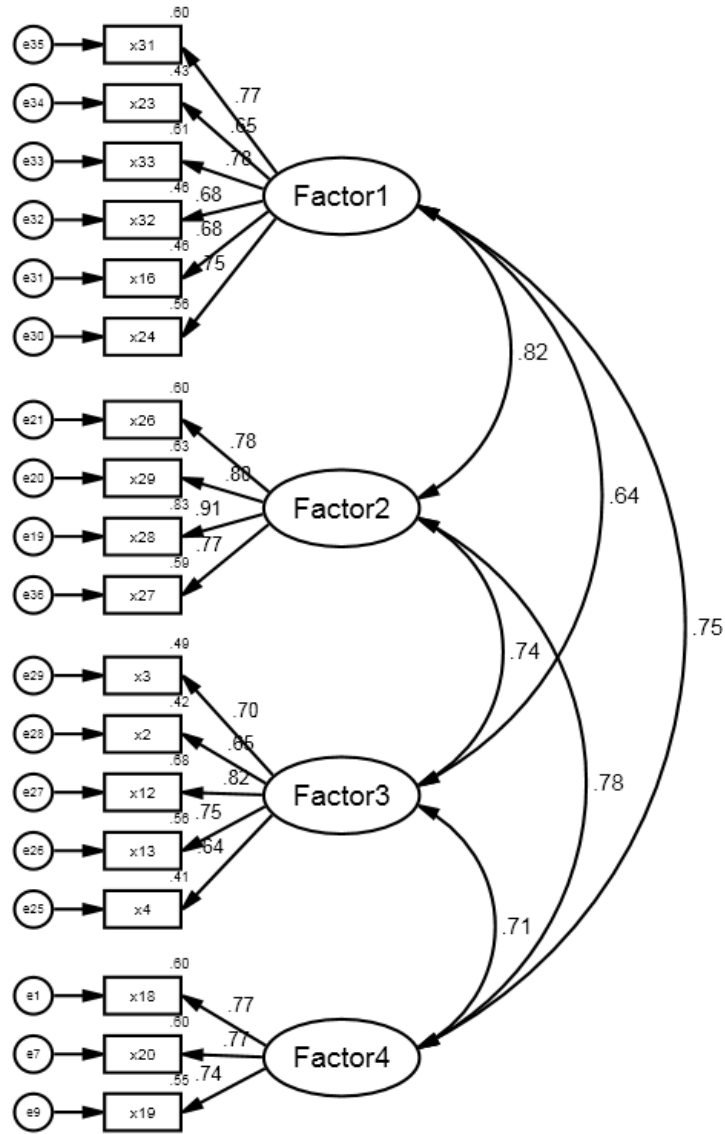 .60
e35 x31
.77
.43
e34 x23
.65
.61
e33 x33
.78
Factor1
.46
e32 x32
.68
.68
.46
e31 x16
.75
.56
e30 x24
.82
.60
e21 x26
.78
.63
e20 x29
.80
.64
.83
e19 x28
.91
Factor2
.77
.59
e36 x27
.75
.49
e29 x3
.74
.70
.42
e28 x2
.65
.68
e27 x12
.82
Factor3
.78
.56
e26 x13
.75
.64
.41
e25 x4
.71
.60
e1 x18
.77
.60
e7 x20
.77
Factor4
.55
e9 x19
.74